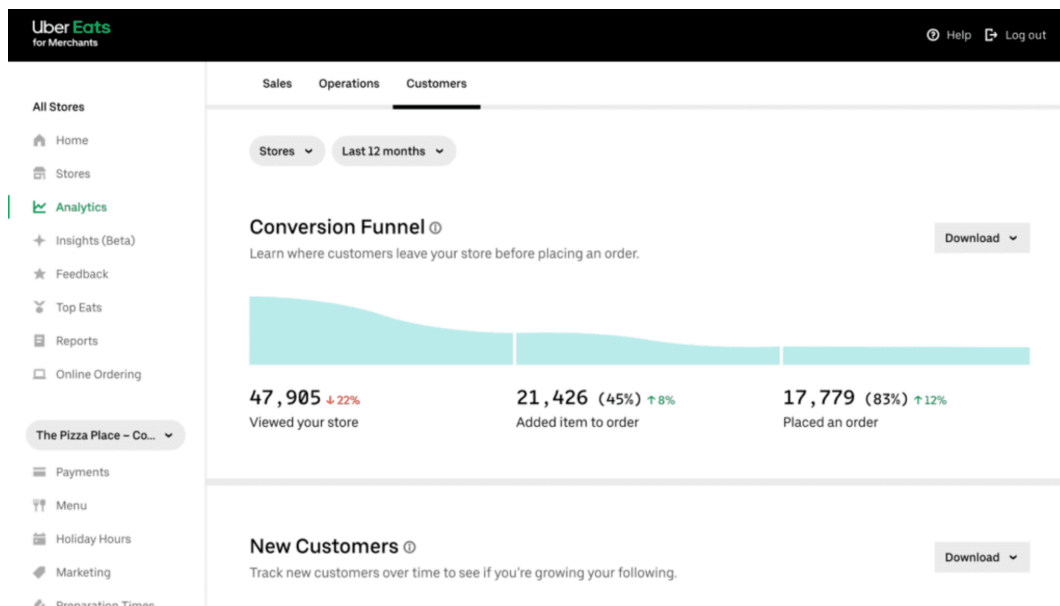 Uber Eats
for Merchants
Help
Log out
All Stores
Home
Stores
Analytics
Insights (Beta)
Feedback
Top Eats
Reports
Online Ordering
The Pizza Place – Co...
Payments
Menu
Holiday Hours
Marketing
Preparation Times
Sales
Operations
Customers
Stores
Last 12 months
Conversion Funnel
Download
Learn where customers leave your store before placing an order.
47,905 ↓22%
Viewed your store
21,426 (45%) ↑8%
Added item to order
17,779 (83%) ↑12%
Placed an order
New Customers
Download
Track new customers over time to see if you're growing your following.